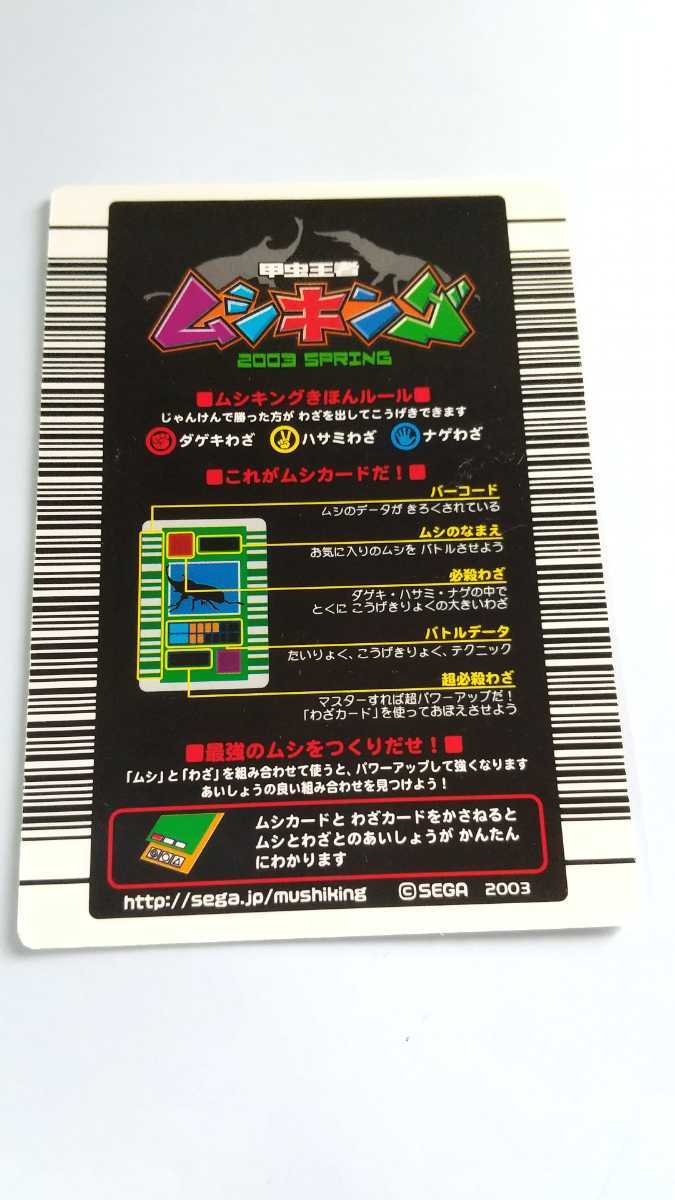 甲虫王者
ムシキング
2003 SPRING
■ムシキングきほんルール■
じゃんけんで勝った方が わざを出してこうげきできます
ダゲキわざ ハサミわざ ナゲわざ
■これがムシカードだ！■
バーコード
ムシのデータが きろくされている
ムシのなまえ
お気に入りのムシを バトルさせよう
必殺わざ
ダゲキ・ハサミ・ナゲの中で
とくに こうげきりょくの大きいわざ
バトルデータ
たいりょく、こうげきりょく、テクニック
超必殺わざ
マスターすれば超パワーアップだ！
「わざカード」を使っておぼえさせよう
■最強のムシをつくりだせ！■
「ムシ」と「わざ」を組み合わせて使うと、パワーアップして強くなります
あいしょうの良い組み合わせを見つけよう！
ムシカードと わざカードをかさねると
ムシとわざとのあいしょうが かんたん
にわかります
http://sega.jp/mushiking ©SEGA 2003